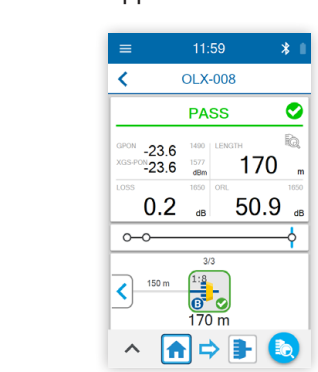 11:59
OLX-008
PASS
GPON -23.6 1490
XGS-PON -23.6 1577 dBm
LENGTH 170 m
LOSS 1650
0.2 dB
ORL 1650
50.9 dB
3/3
150 m
1:8
B
170 m